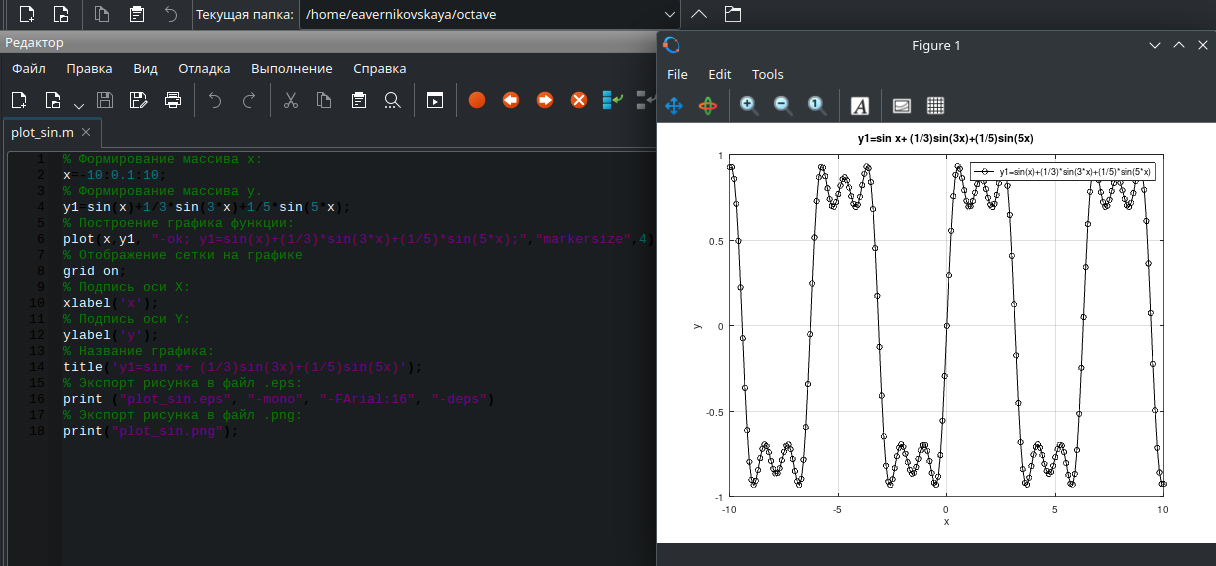 Текущая папка: /home/eavernikovskaya/octave
Редактор
Файл Правка Вид Отладка Выполнение Справка
plot_sin.m
1 % Формирование массива x:
2 x=-10:0.1:10;
3 % Формирование массива y.
4 y1=sin(x)+1/3*sin(3*x)+1/5*sin(5*x);
5 % Построение графика функции:
6 plot(x,y1, "-ok; y1=sin(x)+(1/3)*sin(3*x)+(1/5)*sin(5*x);","markersize",4)
7 % Отображение сетки на графике
8 grid on;
9 % Подпись оси X:
10 xlabel('x');
11 % Подпись оси Y:
12 ylabel('y');
13 % Название графика:
14 title('y1=sin x+ (1/3)sin(3x)+(1/5)sin(5x)');
15 % Экспорт рисунка в файл .eps:
16 print ("plot_sin.eps", "-mono", "-FArial:16", "-deps")
17 % Экспорт рисунка в файл .png:
18 print("plot_sin.png");
Figure 1
File Edit Tools
A
y1=sin x+ (1/3)sin(3x)+(1/5)sin(5x)
y1=sin(x)+(1/3)*sin(3*x)+(1/5)*sin(5*x)
1
0.5
0
-0.5
-1
y
-10 -5 0 5 10
x